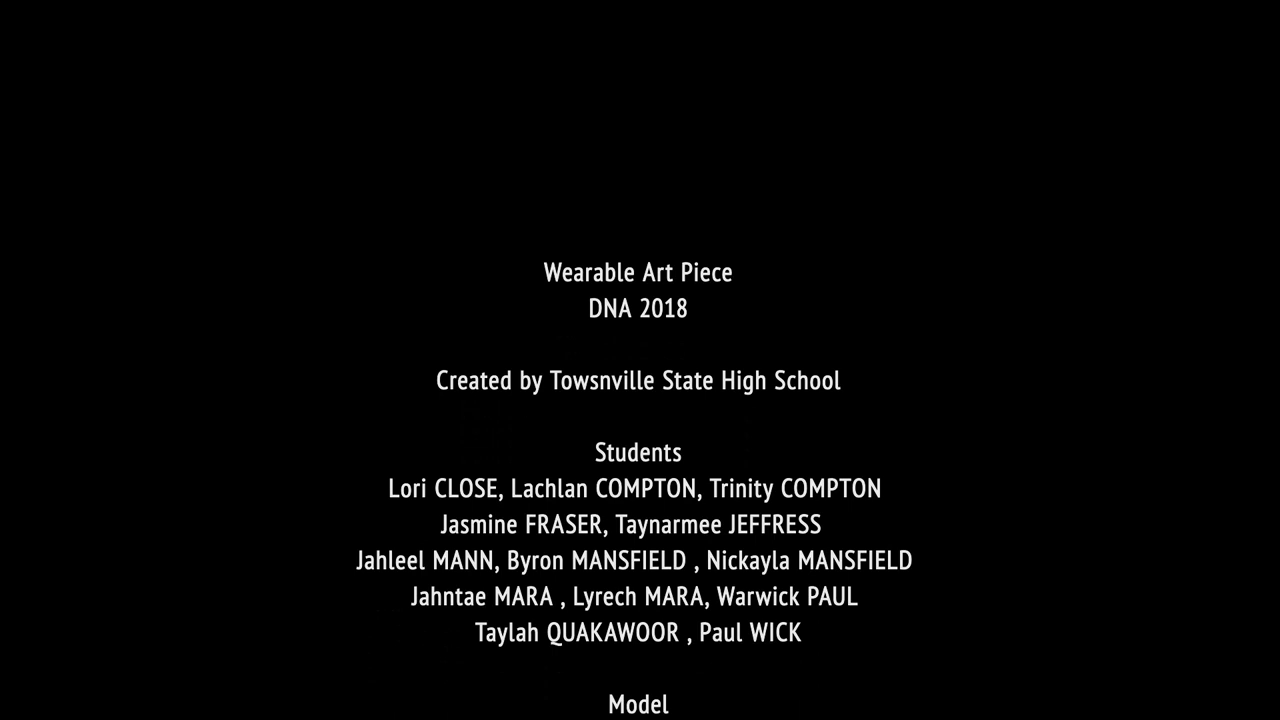 Wearable Art Piece
DNA 2018
Created by Towsnville State High School
Students
Lori CLOSE, Lachlan COMPTON, Trinity COMPTON
Jasmine FRASER, Taynarmee JEFFRESS
Jahleel MANN, Byron MANSFIELD , Nickayla MANSFIELD
Jahntae MARA , Lyrech MARA, Warwick PAUL
Taylah QUAKAWOOR , Paul WICK
Model